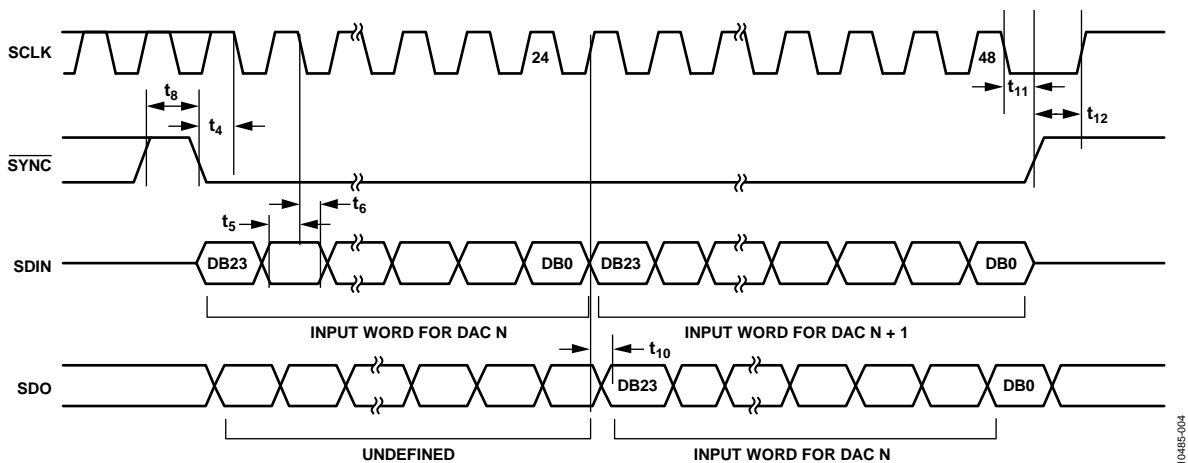 SCLK
24
48
t8
t4
t11
t12
SYNC
t5
t6
SDIN
DB23
DB0
DB23
DB0
INPUT WORD FOR DAC N
INPUT WORD FOR DAC N + 1
t10
SDO
DB23
DB0
UNDEFINED
INPUT WORD FOR DAC N
10485-004